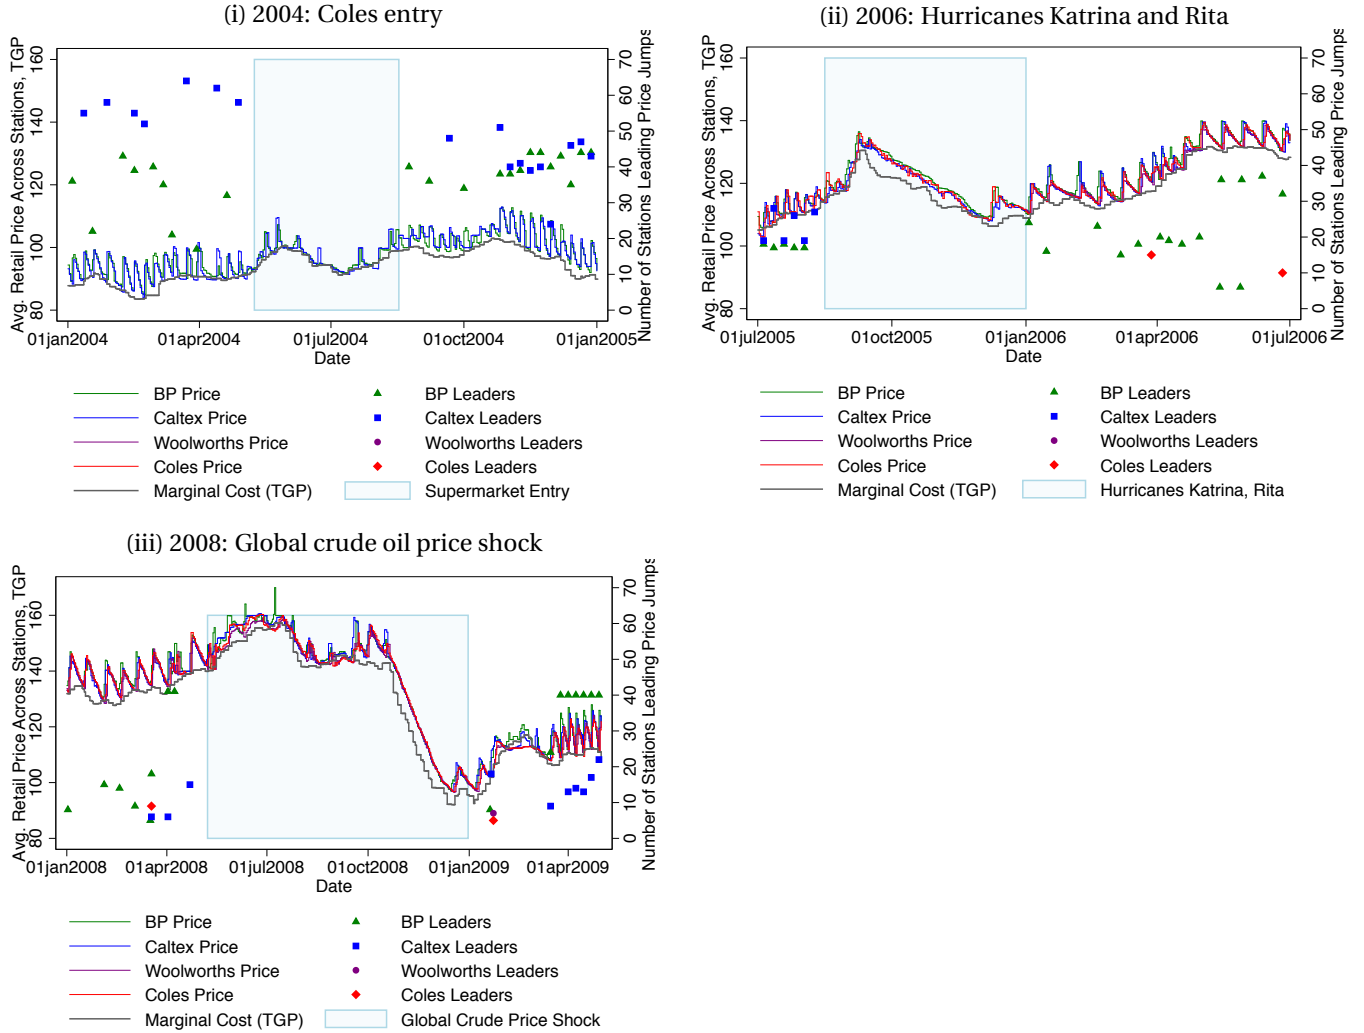 (i) 2004: Coles entry
Avg. Retail Price Across Stations, TGP
160
140
120
100
80
70
60
50
40
30
20
10
0
Number of Stations Leading Price Jumps
01jan2004 01apr2004 01jul2004 01oct2004 01jan2005
Date
BP Price BP Leaders
Caltex Price Caltex Leaders
Woolworths Price Woolworths Leaders
Coles Price Coles Leaders
Marginal Cost (TGP) Supermarket Entry
(ii) 2006: Hurricanes Katrina and Rita
Avg. Retail Price Across Stations, TGP
160
140
120
100
80
70
60
50
40
30
20
10
0
Number of Stations Leading Price Jumps
01jul2005 01oct2005 01jan2006 01apr2006 01jul2006
Date
BP Price BP Leaders
Caltex Price Caltex Leaders
Woolworths Price Woolworths Leaders
Coles Price Coles Leaders
Marginal Cost (TGP) Hurricanes Katrina, Rita
(iii) 2008: Global crude oil price shock
Avg. Retail Price Across Stations, TGP
160
140
120
100
80
70
60
50
40
30
20
10
0
Number of Stations Leading Price Jumps
01jan2008 01apr2008 01jul2008 01oct2008 01jan2009 01apr2009
Date
BP Price BP Leaders
Caltex Price Caltex Leaders
Woolworths Price Woolworths Leaders
Coles Price Coles Leaders
Marginal Cost (TGP) Global Crude Price Shock